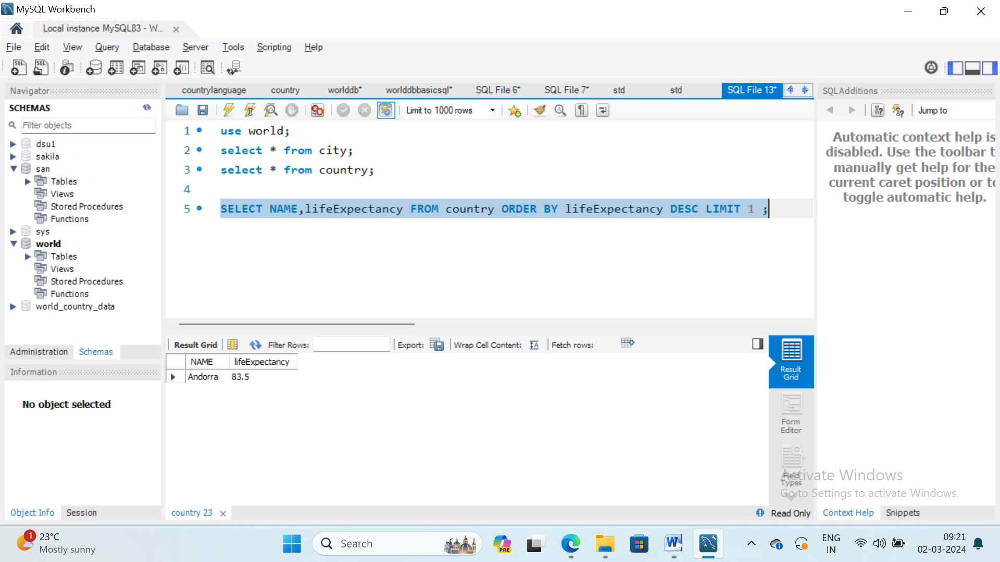 MySQL Workbench
Local instance MySQL83 - W...
File Edit View Query Database Server Tools Scripting Help
Navigator
SCHEMAS
Filter objects
dsu1
sakila
san
Tables
Views
Stored Procedures
Functions
sys
world
Tables
Views
Stored Procedures
Functions
world_country_data
Administration Schemas
Information
No object selected
Object Info Session
countrylanguage country worlddb* worlddbbasicsql* SQL File 6* SQL File 7* std std SQL File 13*
Limit to 1000 rows
1 use world;
2 select * from city;
3 select * from country;
4
5 SELECT NAME,lifeExpectancy FROM country ORDER BY lifeExpectancy DESC LIMIT 1 ;
Result Grid Filter Rows: Export: Wrap Cell Content: Fetch rows:
NAME lifeExpectancy
Andorra 83.5
Result
Grid
Form
Editor
Field
Types
country 23
Read Only
SQLAdditions
Jump to
Automatic context help is
disabled. Use the toolbar t
manually get help for the
current caret position or to
toggle automatic help.
Activate Windows
Go to Settings to activate Windows.
Context Help Snippets
1
23°C
Mostly sunny
Search
PRE
ENG
IN
09:21
02-03-2024